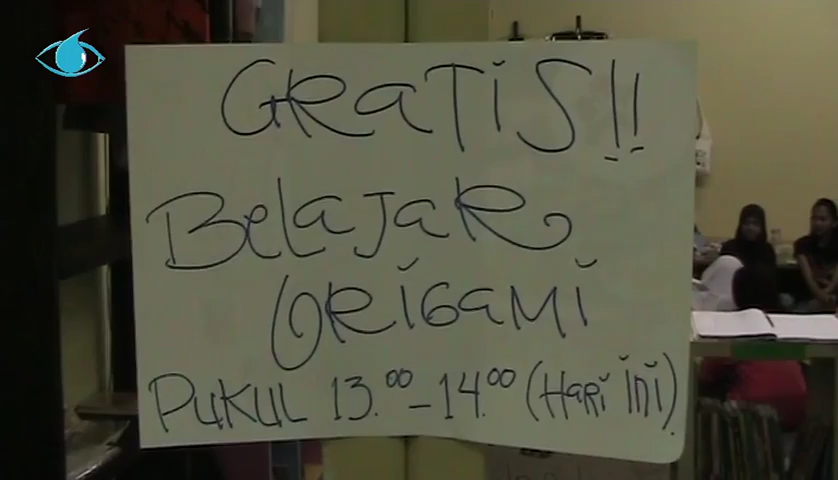 GRATIS!!
BELAJAR
ORIGAMI
PUKUL 13.00 - 14.00 (HARI INI).